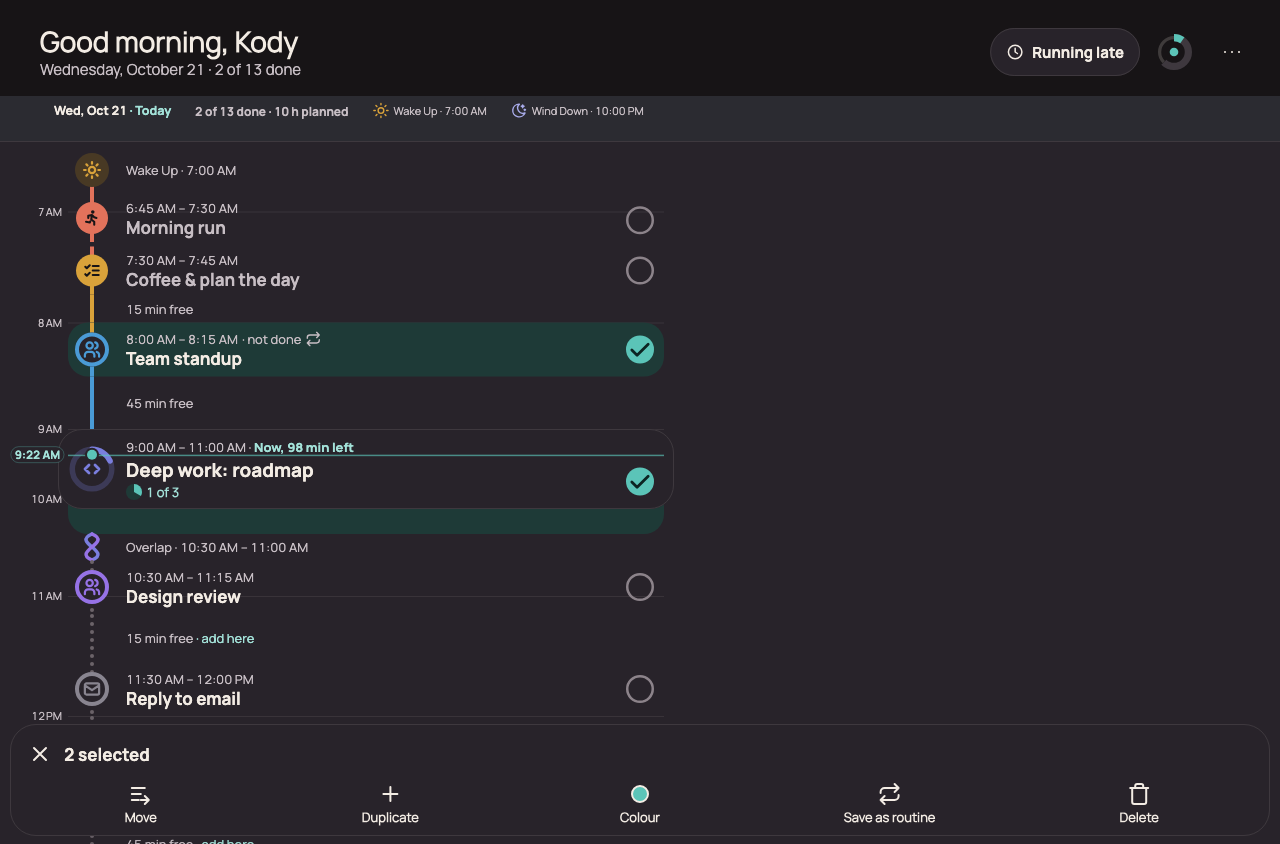 Good morning, Kody
Wednesday, October 21 · 2 of 13 done
Running late
Wed, Oct 21 · Today
2 of 13 done · 10 h planned
Wake Up · 7:00 AM
Wind Down · 10:00 PM
Wake Up · 7:00 AM
7 AM
6:45 AM – 7:30 AM
Morning run
7:30 AM – 7:45 AM
Coffee & plan the day
15 min free
8 AM
8:00 AM – 8:15 AM · not done
Team standup
45 min free
9 AM
9:00 AM – 11:00 AM · Now, 98 min left
9:22 AM
Deep work: roadmap
1 of 3
10 AM
Overlap · 10:30 AM – 11:00 AM
10:30 AM – 11:15 AM
Design review
11 AM
15 min free · add here
11:30 AM – 12:00 PM
Reply to email
12 PM
2 selected
Move
Duplicate
Colour
Save as routine
Delete
45 min free · add here